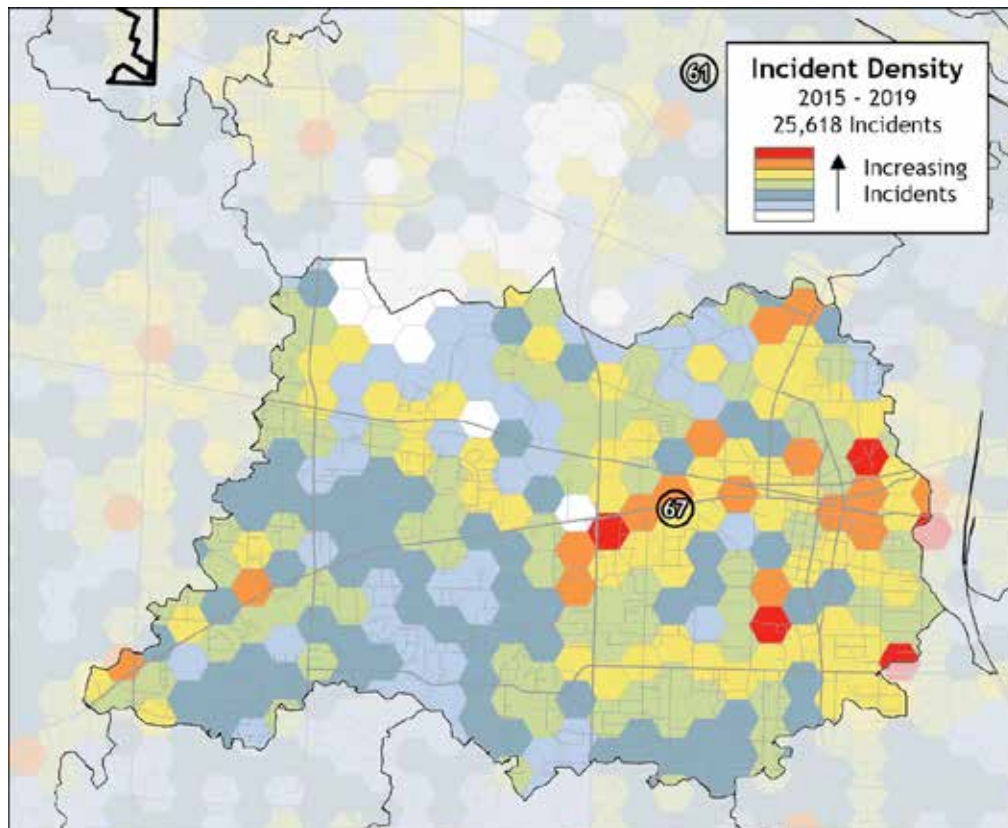 61
Incident Density
2015 - 2019
25,618 Incidents
Increasing
Incidents
67